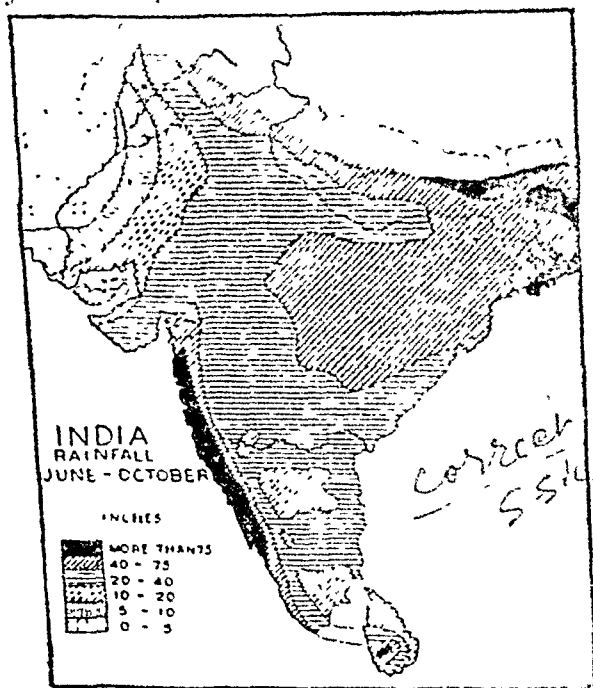 INDIA
RAINFALL
JUNE - OCTOBER
INCHES
MORE THAN 75
40 - 75
20 - 40
10 - 20
5 - 10
0 - 5
correct
SSK